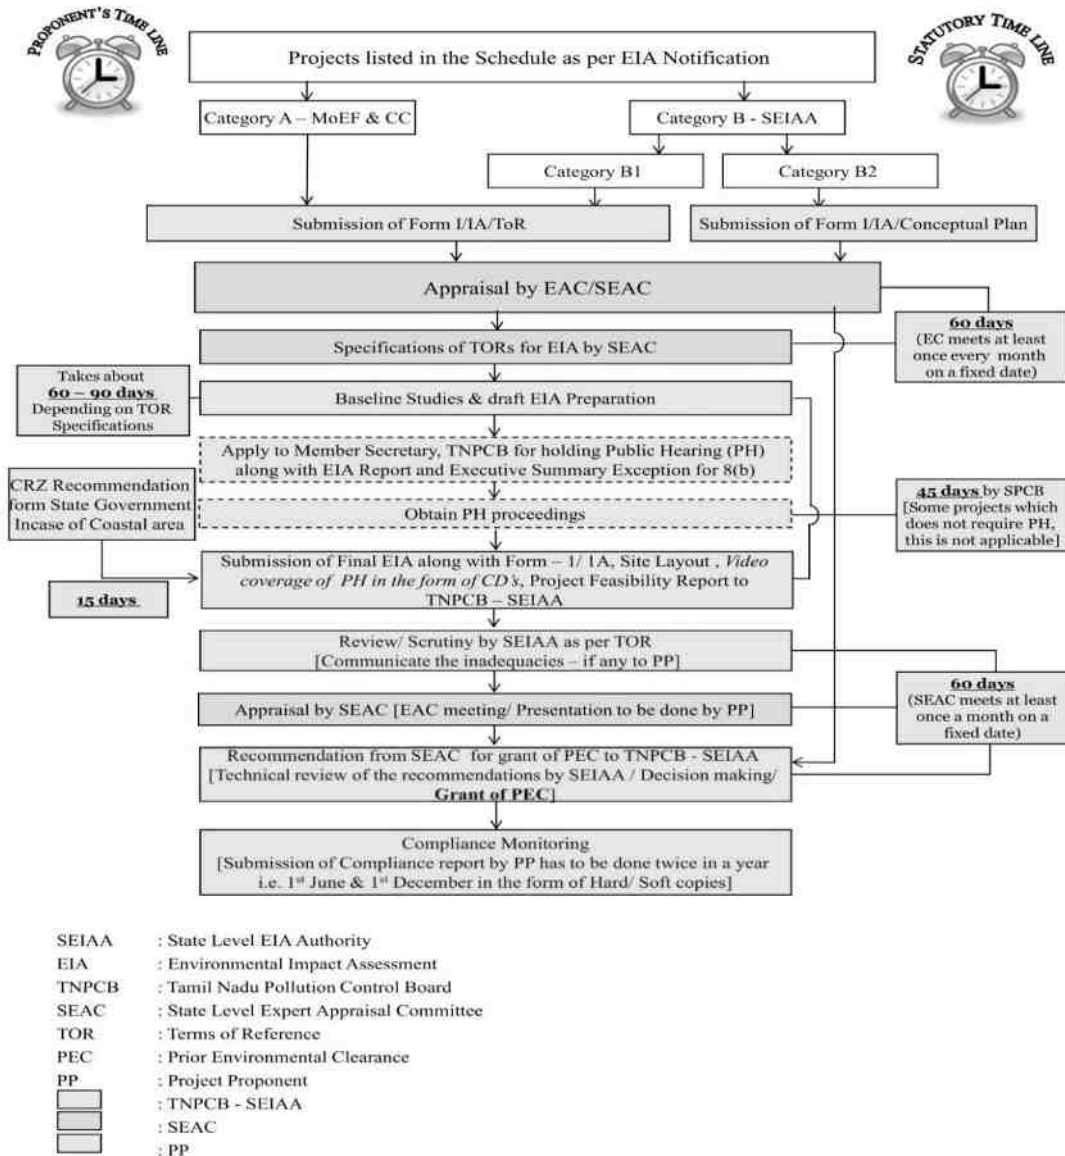 PROPONENT'S TIME LINE
STATUTORY TIME LINE
Projects listed in the Schedule as per EIA Notification
Category A – MoEF & CC
Category B - SEIAA
Category B1
Category B2
Submission of Form I/IA/ToR
Submission of Form I/IA/Conceptual Plan
Appraisal by EAC/SEAC
Specifications of TORs for EIA by SEAC
60 days
(EC meets at least
once every month
on a fixed date)
Takes about
60 – 90 days
Depending on TOR
Specifications
Baseline Studies & draft EIA Preparation
Apply to Member Secretary, TNPCB for holding Public Hearing (PH)
along with EIA Report and Executive Summary Exception for 8(b)
CRZ Recommendation
form State Government
Incase of Coastal area
Obtain PH proceedings
45 days by SPCB
[Some projects which
does not require PH,
this is not applicable]
15 days
Submission of Final EIA along with Form – 1/ 1A, Site Layout , Video
coverage of PH in the form of CD's, Project Feasibility Report to
TNPCB – SEIAA
Review/ Scrutiny by SEIAA as per TOR
[Communicate the inadequacies – if any to PP]
Appraisal by SEAC [EAC meeting/ Presentation to be done by PP]
60 days
(SEAC meets at least
once a month on a
fixed date)
Recommendation from SEAC for grant of PEC to TNPCB - SEIAA
[Technical review of the recommendations by SEIAA / Decision making/
Grant of PEC]
Compliance Monitoring
[Submission of Compliance report by PP has to be done twice in a year
i.e. 1st June & 1st December in the form of Hard/ Soft copies]
SEIAA : State Level EIA Authority
EIA : Environmental Impact Assessment
TNPCB : Tamil Nadu Pollution Control Board
SEAC : State Level Expert Appraisal Committee
TOR : Terms of Reference
PEC : Prior Environmental Clearance
PP : Project Proponent
: TNPCB - SEIAA
: SEAC
: PP